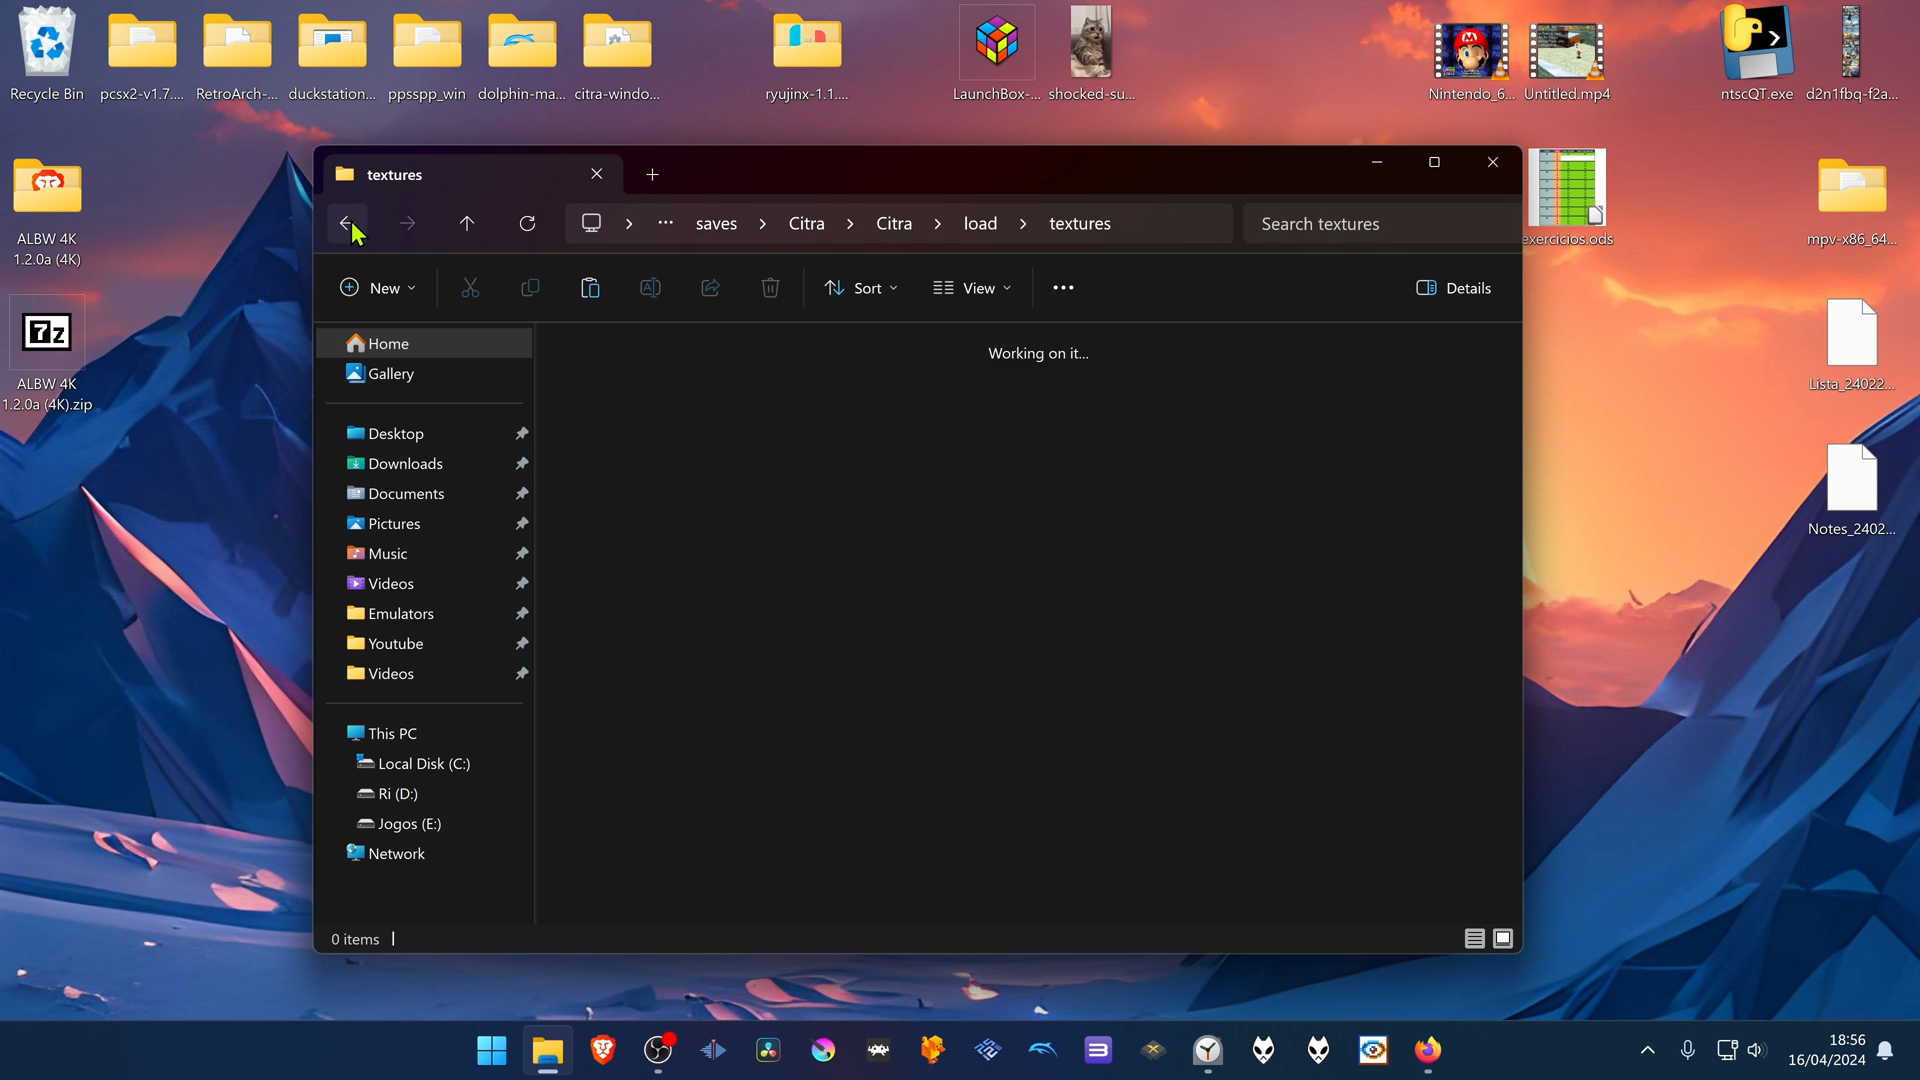 Recycle Bin
pcsx2-v1.7....
RetroArch-...
duckstation...
ppsspp_win
dolphin-ma...
citra-windo...
ryujinx-1.1....
LaunchBox-...
shocked-su...
Nintendo_6...
Untitled.mp4
ntscQT.exe
d2n1fbq-f2a...
ALBW 4K
1.2.0a (4K)
7z
ALBW 4K
1.2.0a (4K).zip
exercicios.ods
mpv-x86_64...
Lista_24022...
Notes_2402...
textures
saves
Citra
Citra
load
textures
Search textures
New
Sort
View
Details
Home
Gallery
Desktop
Downloads
Documents
Pictures
Music
Videos
Emulators
Youtube
Videos
This PC
Local Disk (C:)
Ri (D:)
Jogos (E:)
Network
Working on it...
0 items
18:56
16/04/2024